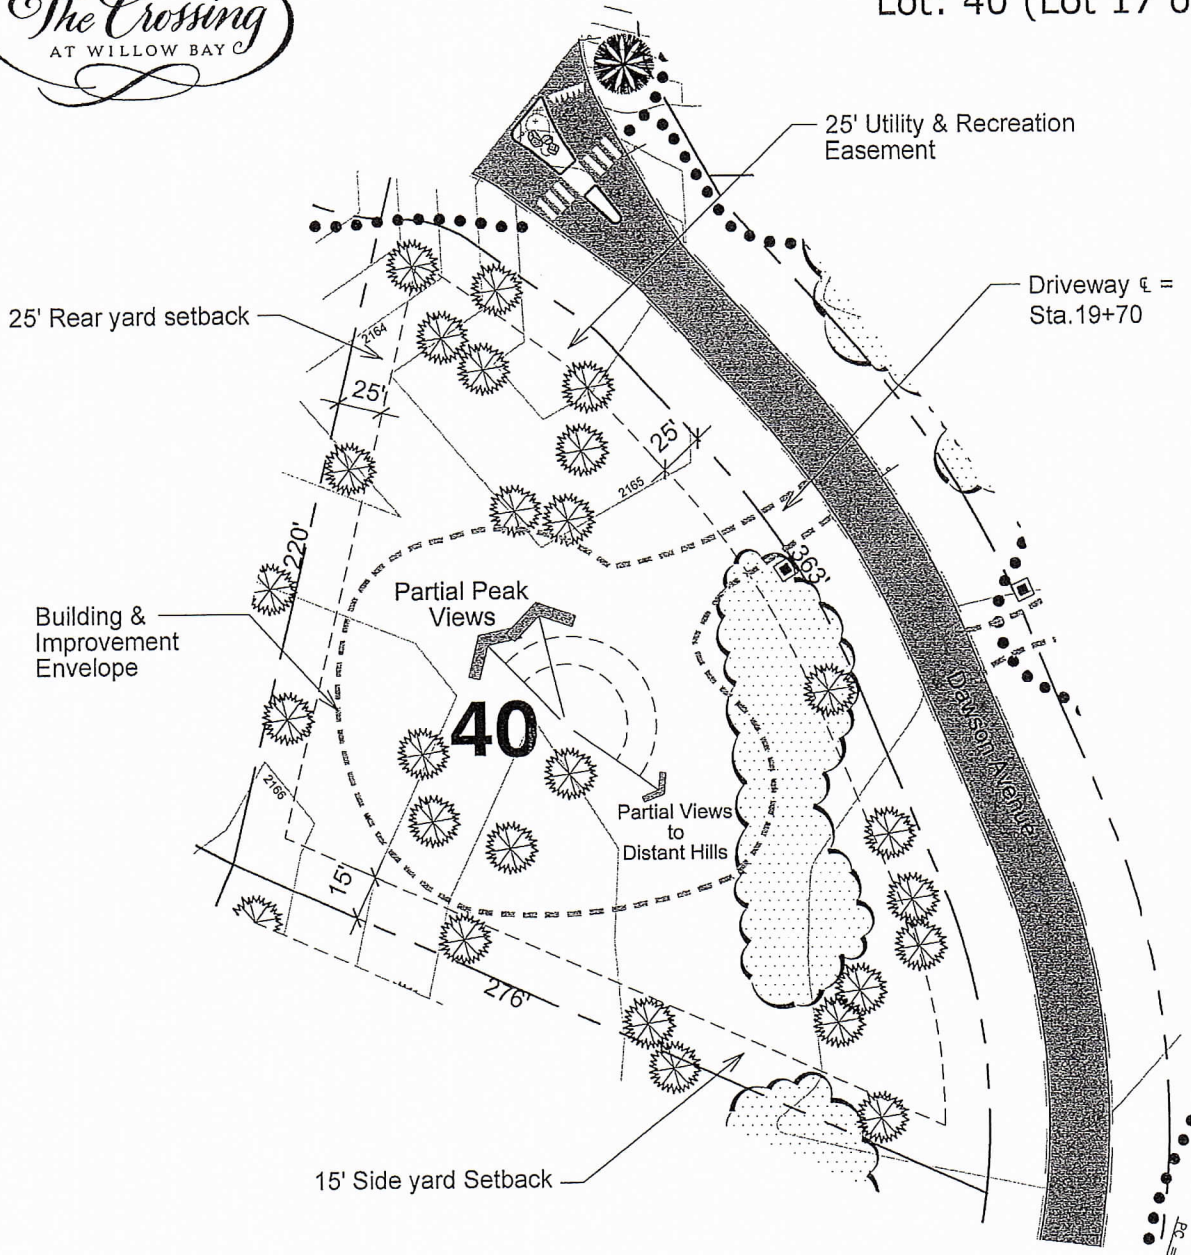 The Crossing
AT WILLOW BAY
Lot: 40 (Lot 17 o
25' Utility & Recreation
Easement
Driveway ℄ =
Sta.19+70
25' Rear yard setback
2164
25'
25'
2165
220'
363'
Building &
Improvement
Envelope
Partial Peak
Views
40
Dawson Avenue
Partial Views
to
Distant Hills
2166
15'
276'
15' Side yard Setback
PC =